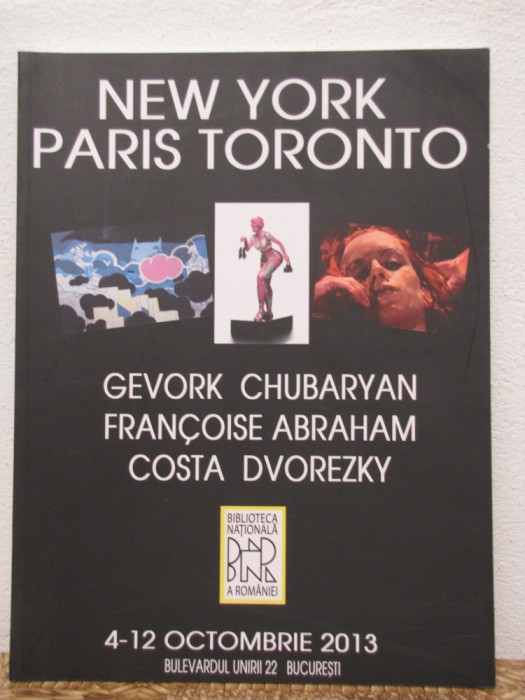 NEW YORK
PARIS TORONTO
GEVORK CHUBARYAN
FRANÇOISE ABRAHAM
COSTA DVOREZKY
BIBLIOTECA
NAȚIONALĂ
A ROMÂNIEI
4-12 OCTOMBRIE 2013
BULEVARDUL UNIRII 22 BUCUREȘTI